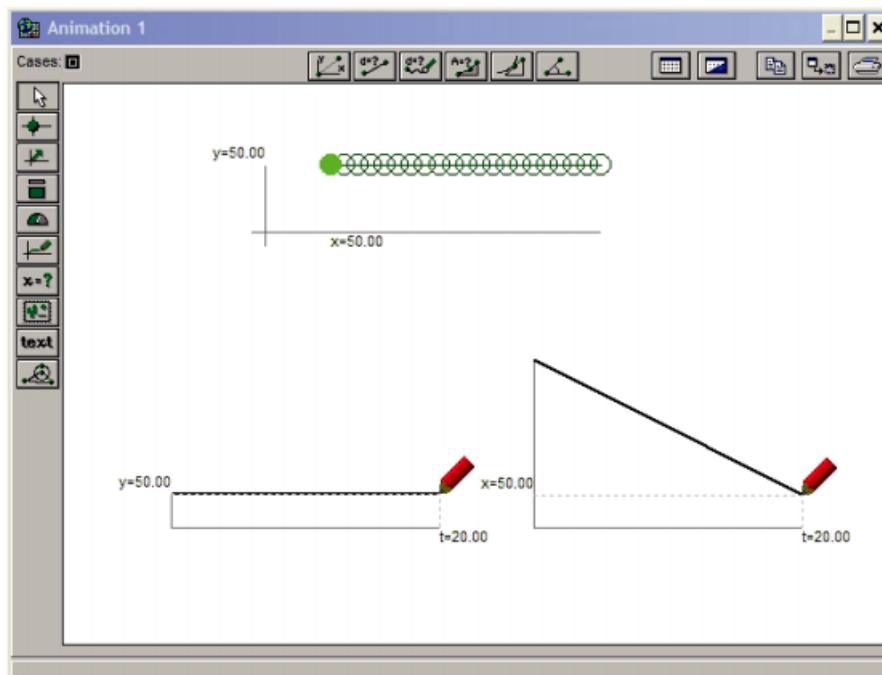 Animation 1
Cases:
y
x
d=?
d=?
A=?
x=?
text
y=50.00
x=50.00
y=50.00
t=20.00
x=50.00
t=20.00